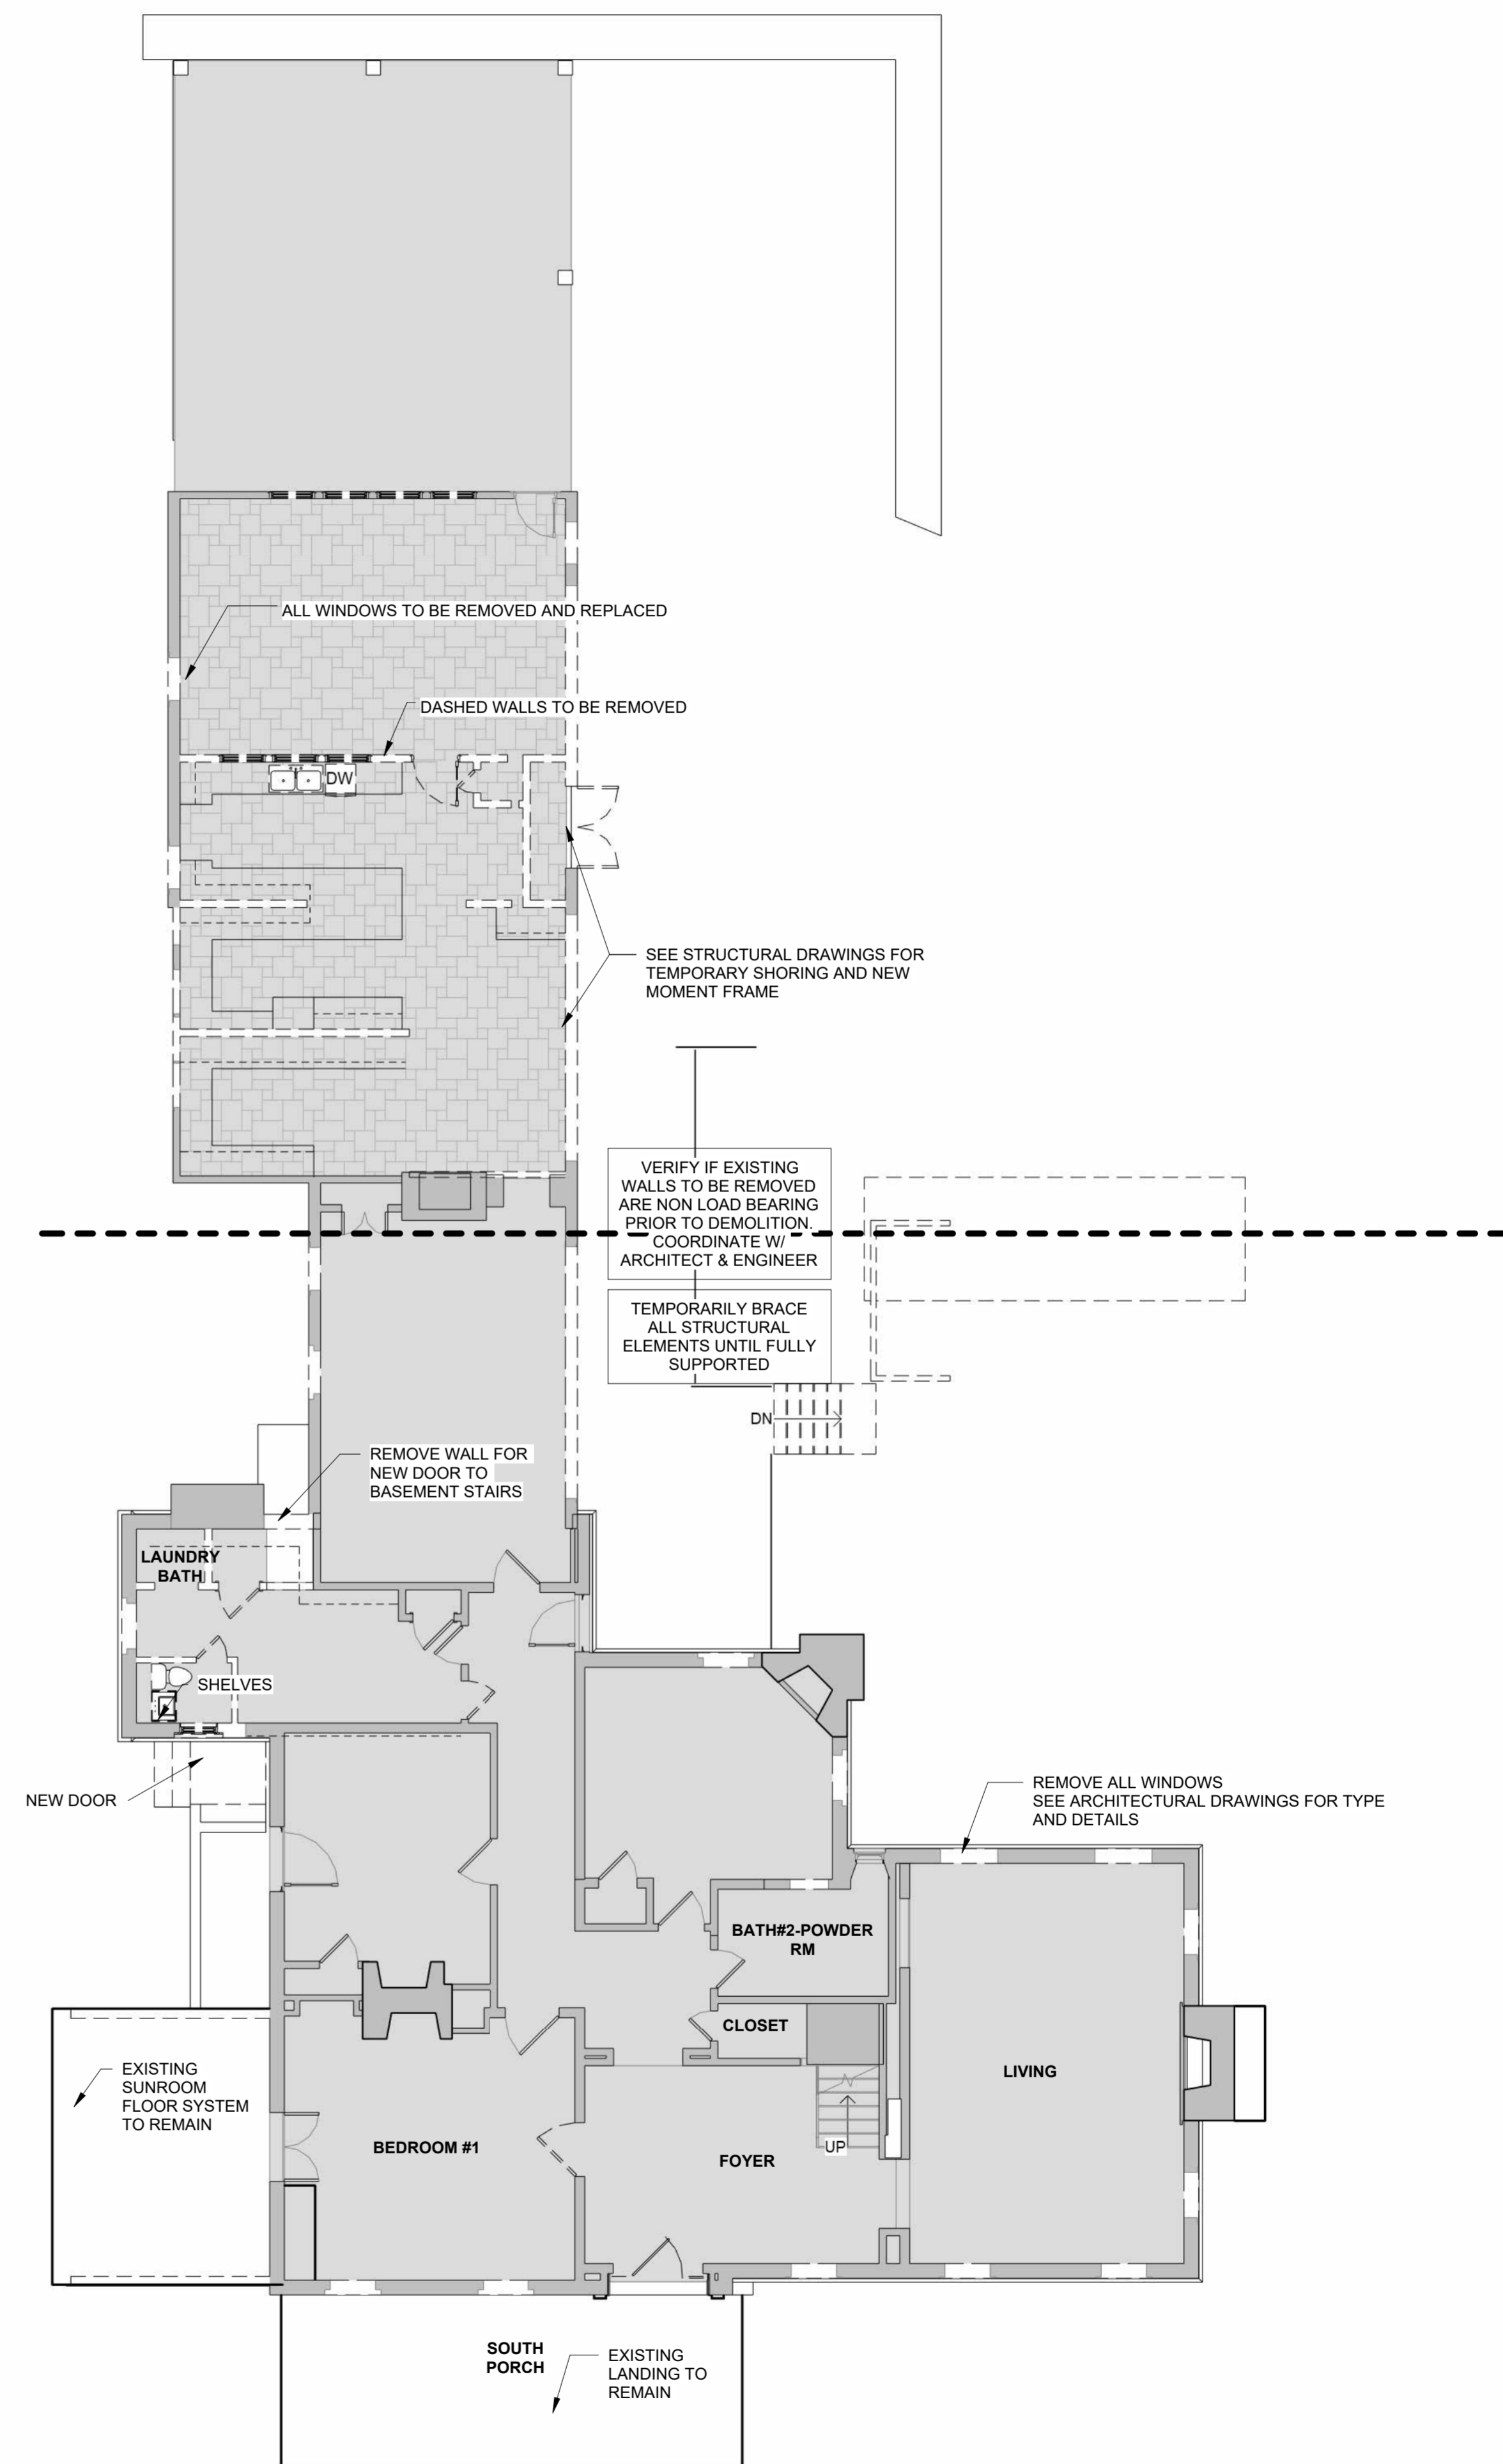 ALL WINDOWS TO BE REMOVED AND REPLACED
DASHED WALLS TO BE REMOVED
DW
SEE STRUCTURAL DRAWINGS FOR
TEMPORARY SHORING AND NEW
MOMENT FRAME
VERIFY IF EXISTING
WALLS TO BE REMOVED
ARE NON LOAD BEARING
PRIOR TO DEMOLITION.
COORDINATE W/
ARCHITECT & ENGINEER
TEMPORARILY BRACE
ALL STRUCTURAL
ELEMENTS UNTIL FULLY
SUPPORTED
DN
REMOVE WALL FOR
NEW DOOR TO
BASEMENT STAIRS
LAUNDRY
BATH
SHELVES
NEW DOOR
REMOVE ALL WINDOWS
SEE ARCHITECTURAL DRAWINGS FOR TYPE
AND DETAILS
BATH#2-POWDER
RM
CLOSET
EXISTING
SUNROOM
FLOOR SYSTEM
TO REMAIN
LIVING
BEDROOM #1
FOYER
UP
SOUTH
PORCH
EXISTING
LANDING TO
REMAIN